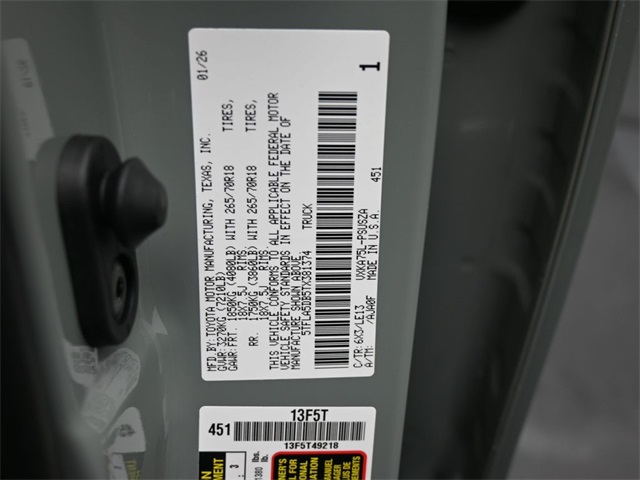 MFD.BY: TOYOTA MOTOR MANUFACTURING, TEXAS, INC. 01/26
GVWR: 3270KG (7210LB)
GAWR: FRT. 1850KG (4080LB) WITH 265/70R18 TIRES,
18X7.5J RIMS.
RR. 1750KG (3860LB) WITH 265/70R18 TIRES,
18X7.5J RIMS.
THIS VEHICLE CONFORMS TO ALL APPLICABLE FEDERAL MOTOR
VEHICLE SAFETY STANDARDS IN EFFECT ON THE DATE OF
MANUFACTURE SHOWN ABOVE.
5TFLA5DB5TX381374 TRUCK
1
451
C/TR: 6X3/LE13 VXKA75L-PSUSZA
A/TM: /AJA0F MADE IN U.S.A.
13F5T
451
13F5T49218